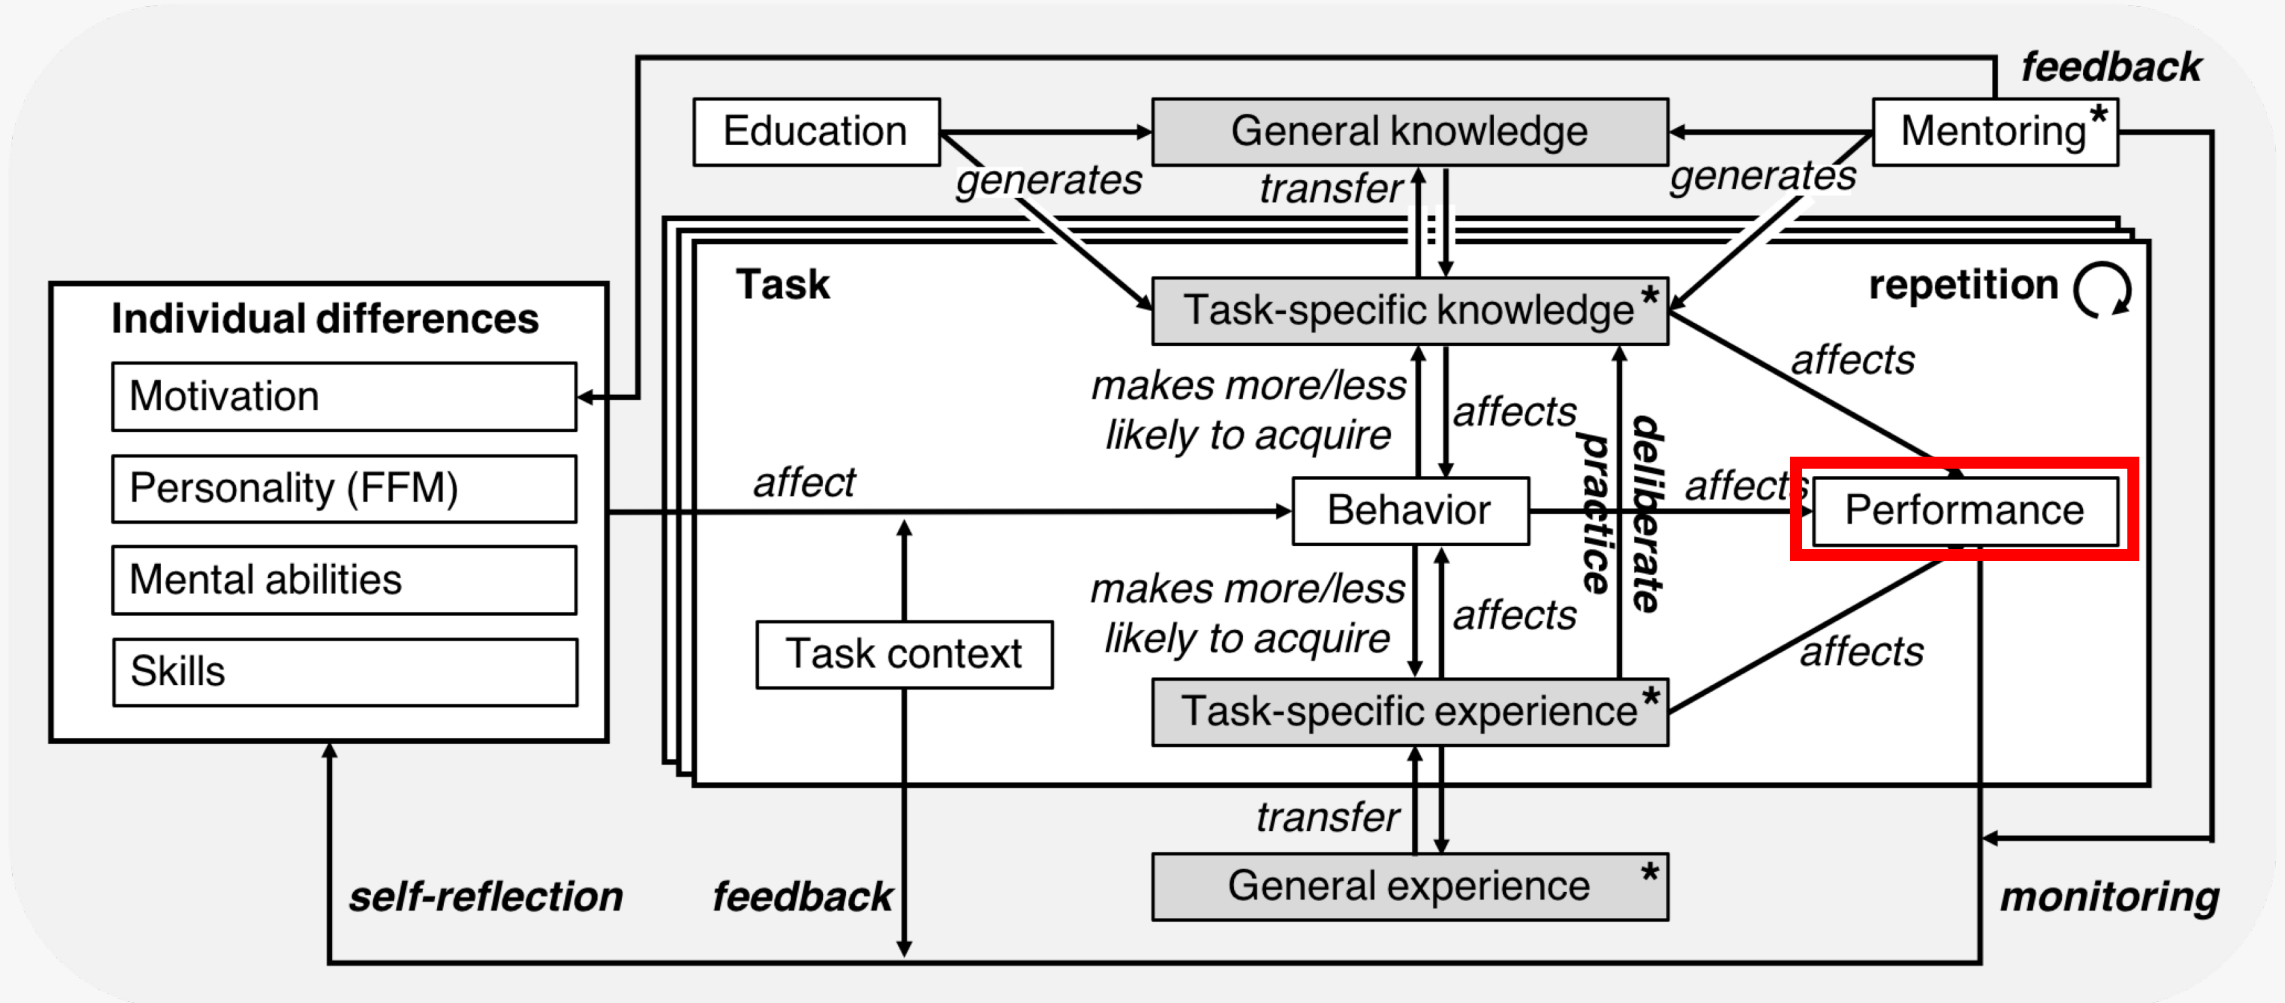 feedback
Education
General knowledge
Mentoring*
generates
transfer
generates
Task
repetition
Individual differences
Task-specific knowledge*
Motivation
makes more/less
likely to acquire
affects
affects
Personality (FFM)
affect
deliberate
practice
affects
Behavior
Performance
Mental abilities
makes more/less
likely to acquire
affects
Task context
affects
Skills
Task-specific experience*
transfer
General experience *
self-reflection
feedback
monitoring